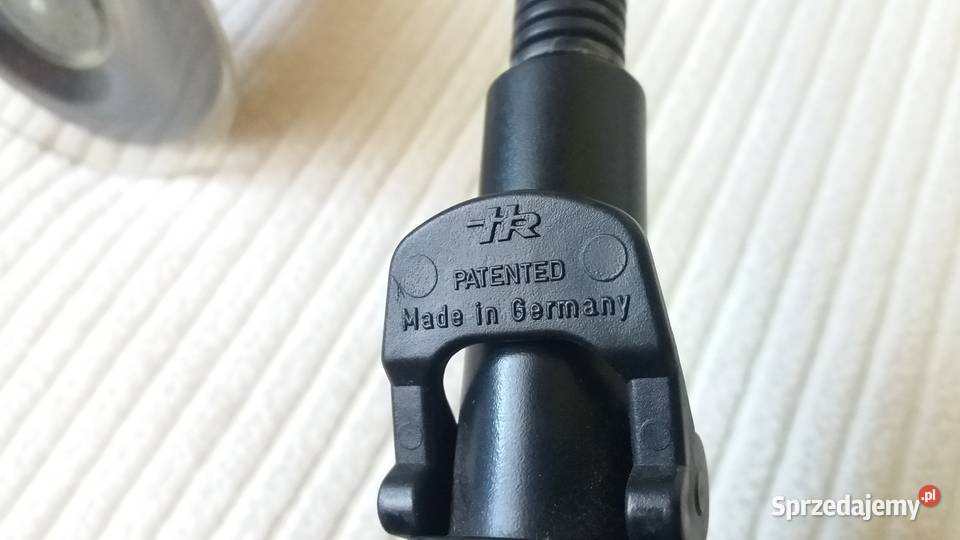 HR
PATENTED
Made in Germany
Sprzedajemy.pl